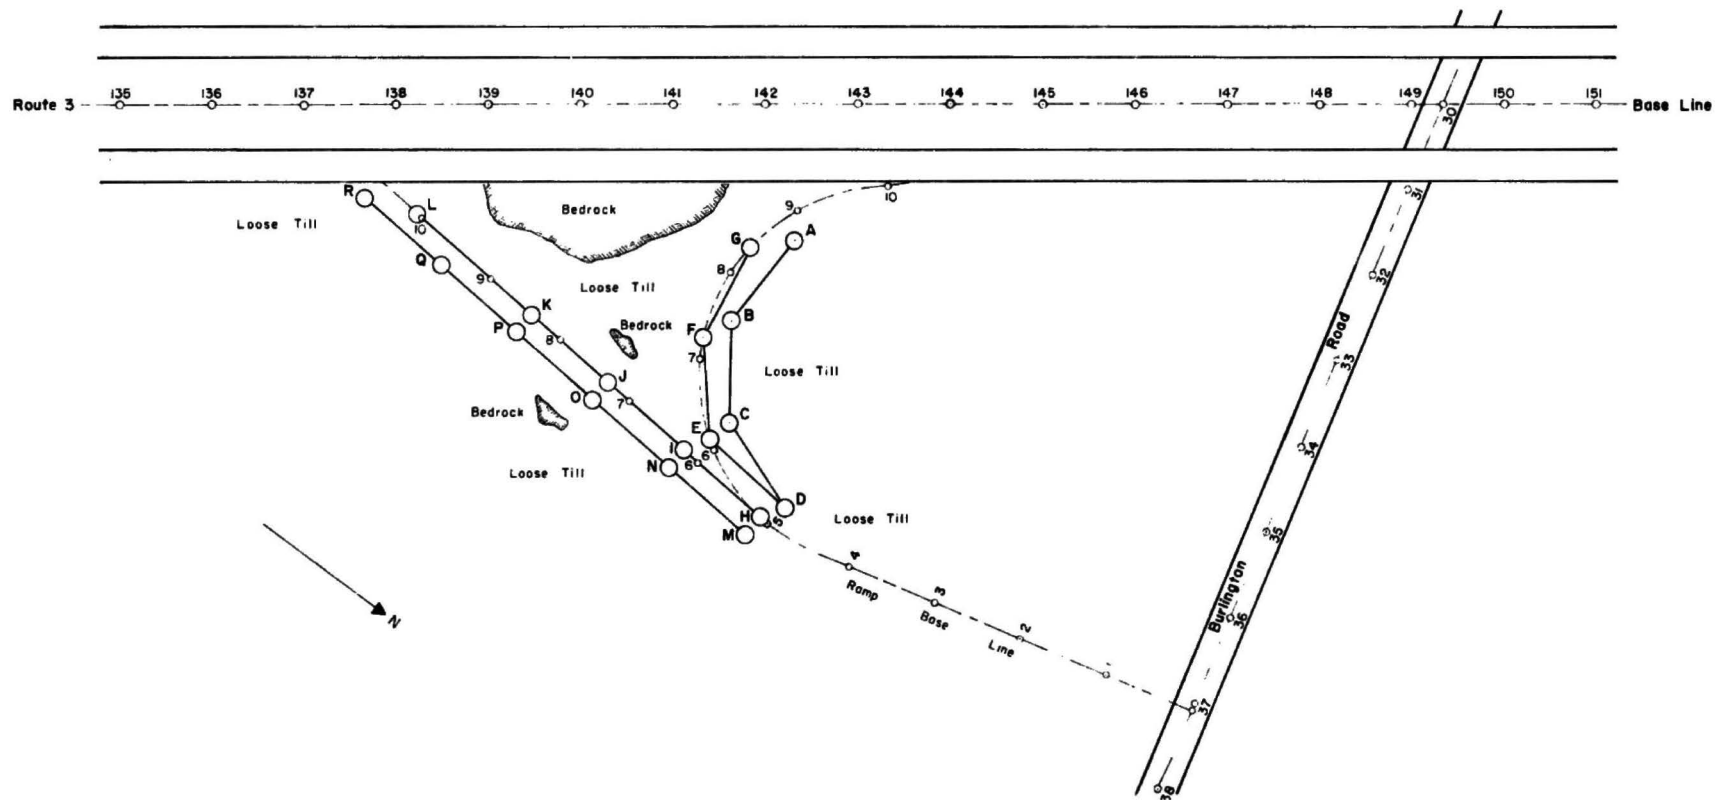 135 136 137 138 139 140 141 142 143 144 145 146 147 148 149 150 151
Route 3 Base Line
30
R L Bedrock 9 10 31
Loose Till 10 G A
Q 9 8 32
Loose Till
K B
P 8 Bedrock F Road
7 33
J Loose Till
O 7
Bedrock C
E
I 6 6 34
N
Loose Till
D
H 5 Loose Till
M 35
4
Ramp 3 Burlington
Base 2 36
N Line 1
37
38